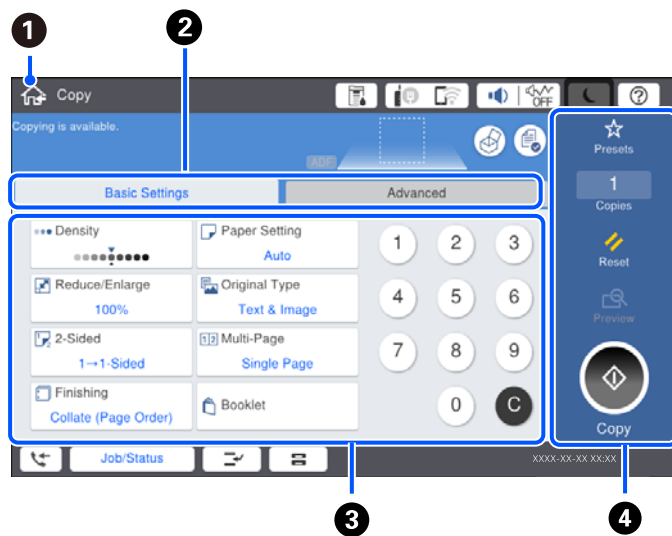 1
2
Copy
OFF
Copying is available.
ADF
Presets
Basic Settings
Advanced
1
Copies
Density
Paper Setting
Auto
1
2
3
Reset
Reduce/Enlarge
100%
Original Type
Text & Image
4
5
6
Preview
2-Sided
1→1-Sided
1 2 Multi-Page
Single Page
7
8
9
Finishing
Collate (Page Order)
Booklet
0
C
Copy
Job/Status
XXXX-XX-XX XX:XX
3
4